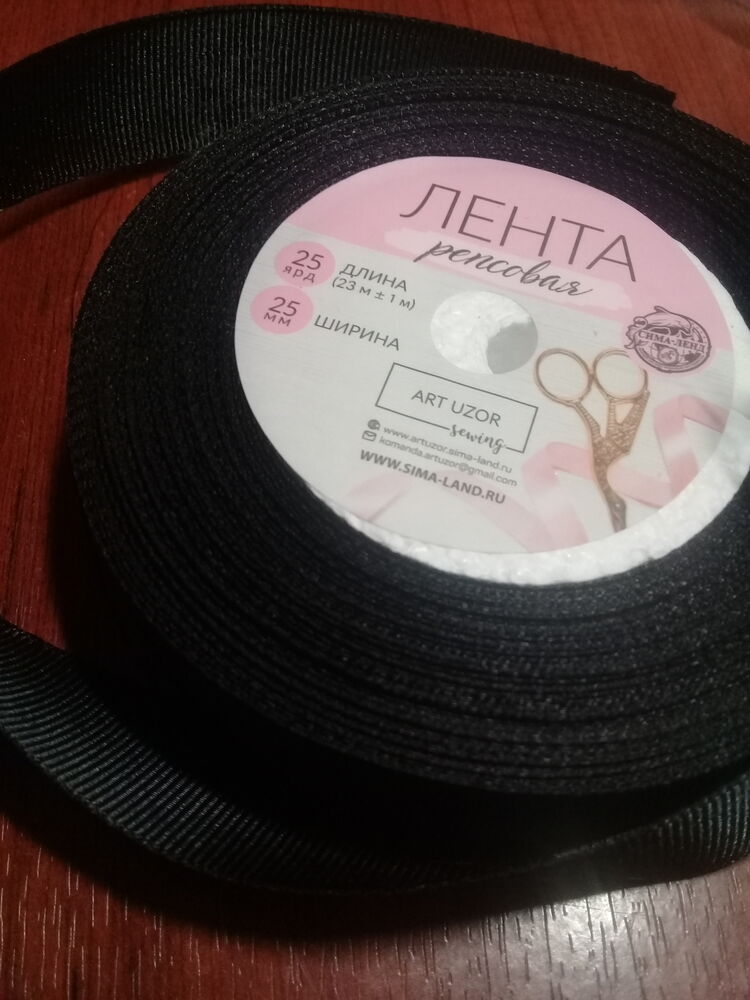 ЛЕНТА
репсовая
25 ярд
ДЛИНА
(23 м ± 1 м)
25 мм
ШИРИНА
СИМА-ЛЕНД
ART UZOR
sewing
www.artuzor.sima-land.ru
komanda.artuzor@gmail.com
WWW.SIMA-LAND.RU